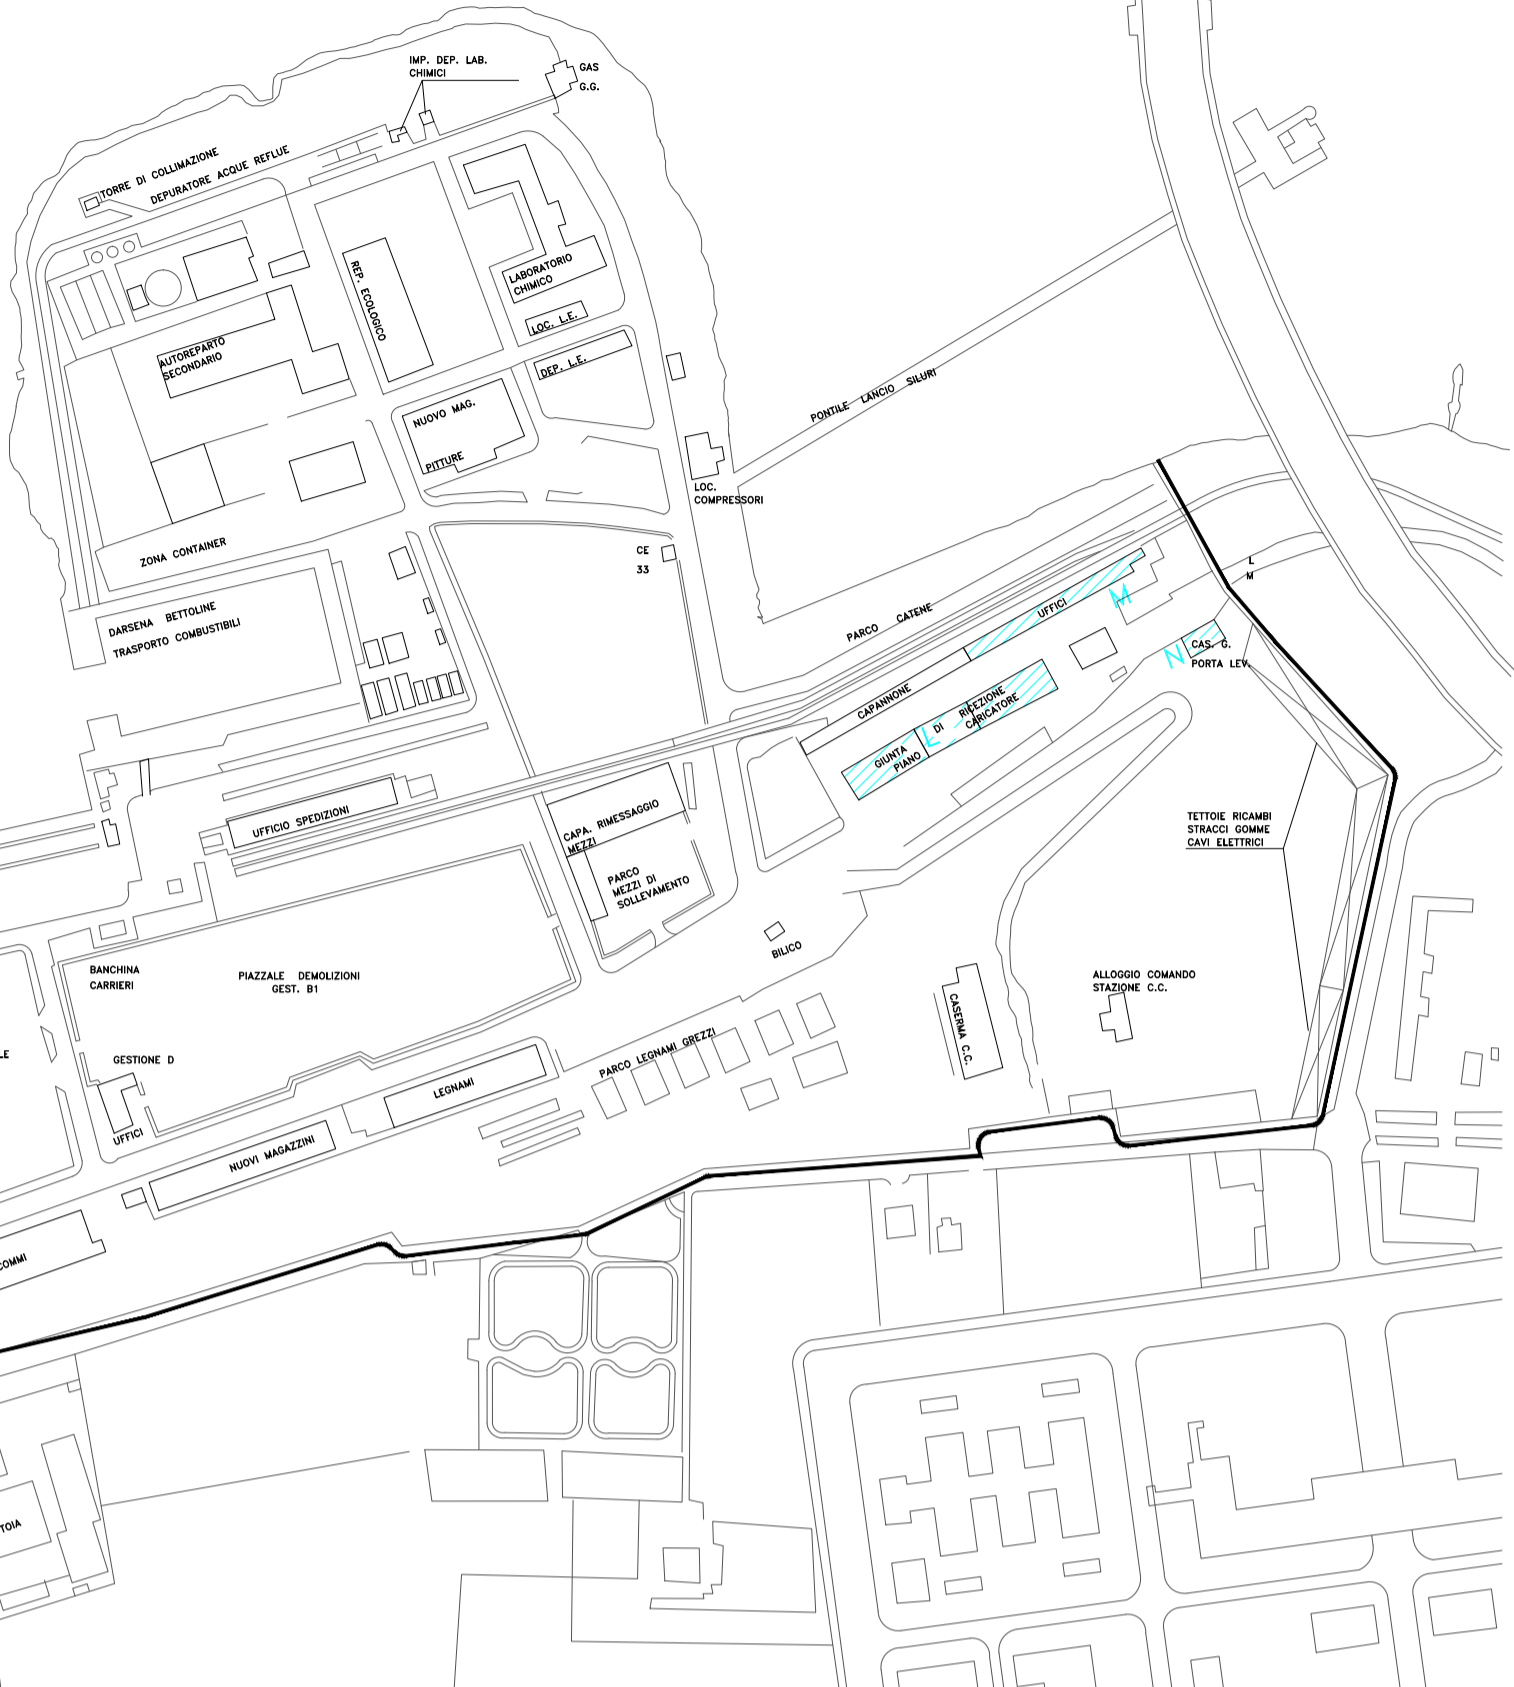 IMP. DEP. LAB.
CHIMICI
GAS
G.G.
TORRE DI COLLIMAZIONE
DEPURATORE ACQUE REFLUE
REP. ECOLOGICO
LABORATORIO
CHIMICO
LOC. L.E.
DEP. L.E.
AUTOREPARTO
SECONDARIO
NUOVO MAG.
PITTURE
PONTILE LANCIO SILURI
LOC.
COMPRESSORI
ZONA CONTAINER
CE
33
L
M
DARSENA BETTOLINE
TRASPORTO COMBUSTIBILI
PARCO CATENE
UFFICI
M
N
CAS. G.
PORTA LEV.
CAPANNONE
GIUNTA
PIANO
L
DI
RICEZIONE
CARICATORE
UFFICIO SPEDIZIONI
CAPA. RIMESSAGGIO
MEZZI
PARCO
MEZZI DI
SOLLEVAMENTO
TETTOIE RICAMBI
STRACCI GOMME
CAVI ELETTRICI
BILICO
BANCHINA
CARRIERI
PIAZZALE DEMOLIZIONI
GEST. B1
ALLOGGIO COMANDO
STAZIONE C.C.
CASERMA C.C.
LE
GESTIONE D
PARCO LEGNAMI GREZZI
LEGNAMI
UFFICI
NUOVI MAGAZZINI
COMMI
TOIA